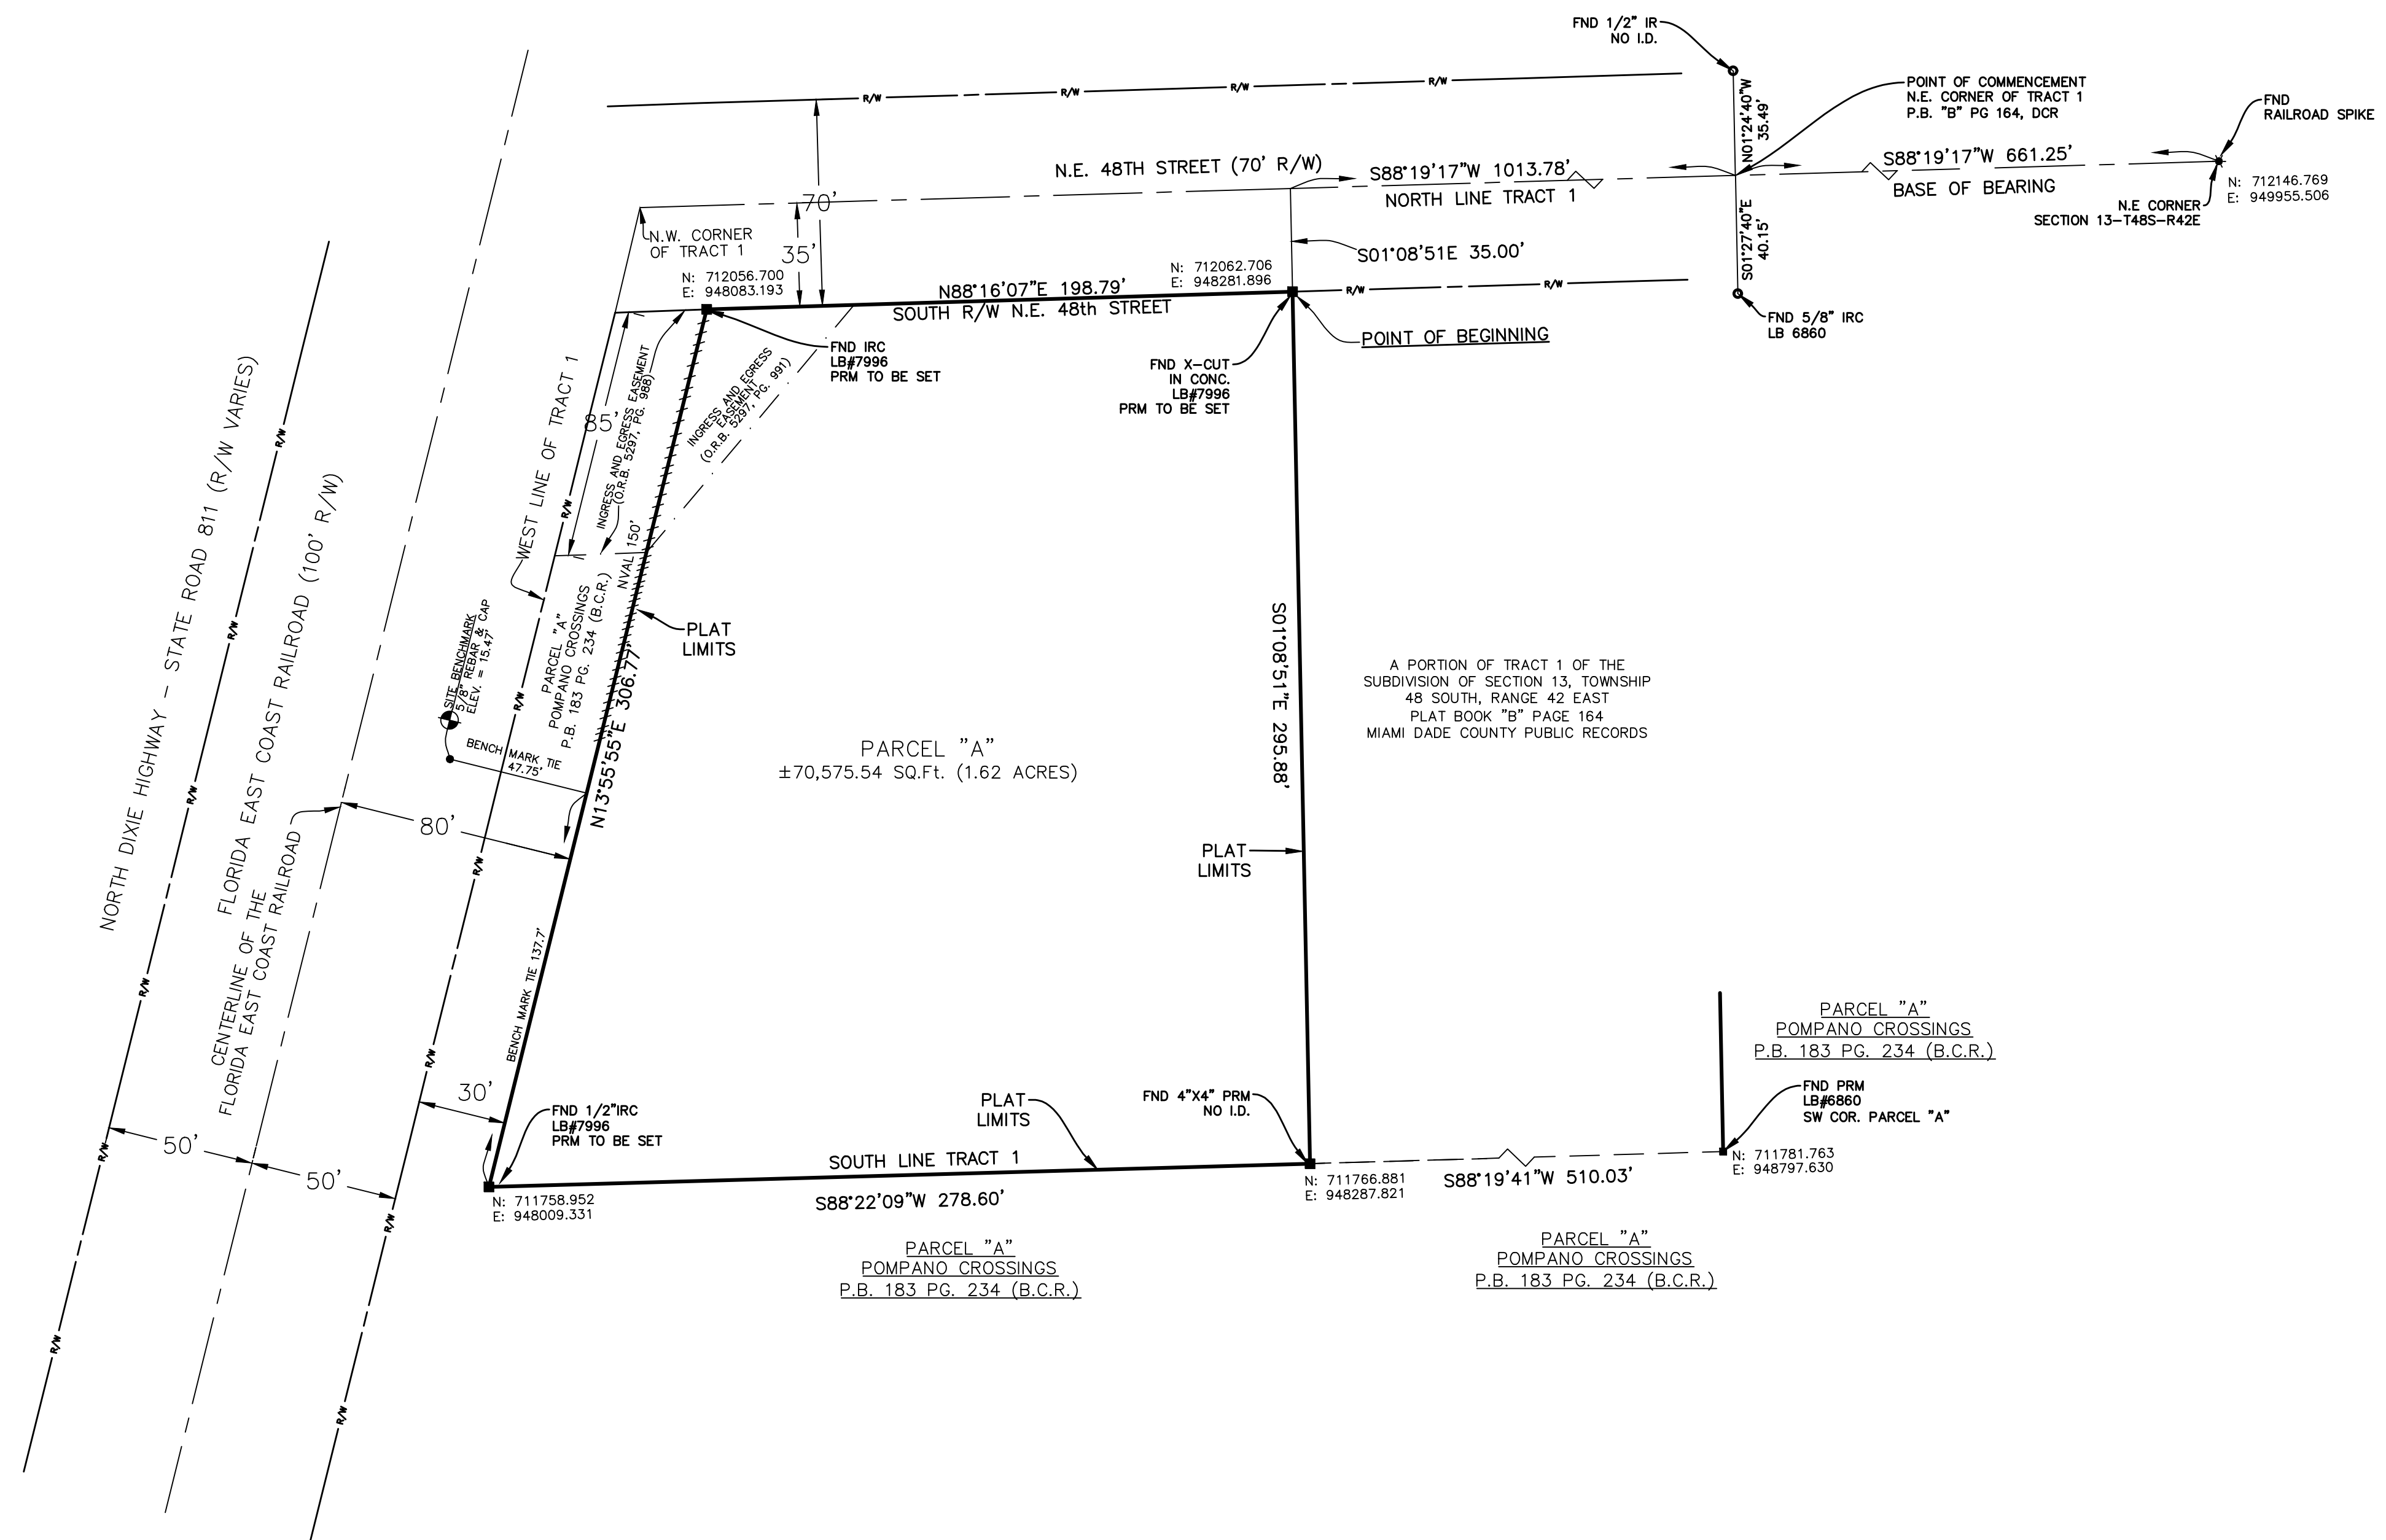 FND 1/2" IR
NO I.D.
R/W
R/W
R/W
R/W
N01°24'40"W
35.49'
POINT OF COMMENCEMENT
N.E. CORNER OF TRACT 1
P.B. "B" PG 164, DCR
FND
RAILROAD SPIKE
N.E. 48TH STREET (70' R/W)
S88°19'17"W 1013.78'
NORTH LINE TRACT 1
S88°19'17"W 661.25'
BASE OF BEARING
N: 712146.769
E: 949955.506
N.E CORNER
SECTION 13-T48S-R42E
70'
35'
N.W. CORNER
OF TRACT 1
N: 712056.700
E: 948083.193
N88°16'07"E 198.79'
SOUTH R/W N.E. 48th STREET
N: 712062.706
E: 948281.896
S01°08'51E 35.00'
R/W
R/W
S01°27'40"E
40.15'
FND 5/8" IRC
LB 6860
POINT OF BEGINNING
FND IRC
LB#7996
PRM TO BE SET
FND X-CUT
IN CONC.
LB#7996
PRM TO BE SET
INGRESS AND EGRESS
EASEMENT
(O.R.B. 5297, PG. 991)
INGRESS AND EGRESS EASEMENT
(O.R.B. 5297, PG. 988)
85'
WEST LINE OF TRACT 1
R/W
NVAL 150'
PARCEL "A"
POMPANO CROSSINGS
P.B. 183 PG. 234 (B.C.R.)
PLAT
LIMITS
N13°55'55"E 306.77'
SITE BENCHMARK
5/8" REBAR & CAP
ELEV. = 15.47'
BENCH MARK TIE
47.75'
R/W
NORTH DIXIE HIGHWAY - STATE ROAD 811 (R/W VARIES)
R/W
R/W
R/W
R/W
R/W
R/W
FLORIDA EAST COAST RAILROAD (100' R/W)
CENTERLINE OF THE
FLORIDA EAST COAST RAILROAD
80'
R/W
R/W
R/W
R/W
S01°08'51"E 295.88'
A PORTION OF TRACT 1 OF THE
SUBDIVISION OF SECTION 13, TOWNSHIP
48 SOUTH, RANGE 42 EAST
PLAT BOOK "B" PAGE 164
MIAMI DADE COUNTY PUBLIC RECORDS
PARCEL "A"
±70,575.54 SQ.Ft. (1.62 ACRES)
PLAT
LIMITS
BENCH MARK TIE 137.7'
30'
50'
50'
FND 1/2"IRC
LB#7996
PRM TO BE SET
PLAT
LIMITS
FND 4"X4" PRM
NO I.D.
PARCEL "A"
POMPANO CROSSINGS
P.B. 183 PG. 234 (B.C.R.)
FND PRM
LB#6860
SW COR. PARCEL "A"
SOUTH LINE TRACT 1
S88°22'09"W 278.60'
N: 711758.952
E: 948009.331
N: 711766.881
E: 948287.821
S88°19'41"W 510.03'
N: 711781.763
E: 948797.630
PARCEL "A"
POMPANO CROSSINGS
P.B. 183 PG. 234 (B.C.R.)
PARCEL "A"
POMPANO CROSSINGS
P.B. 183 PG. 234 (B.C.R.)